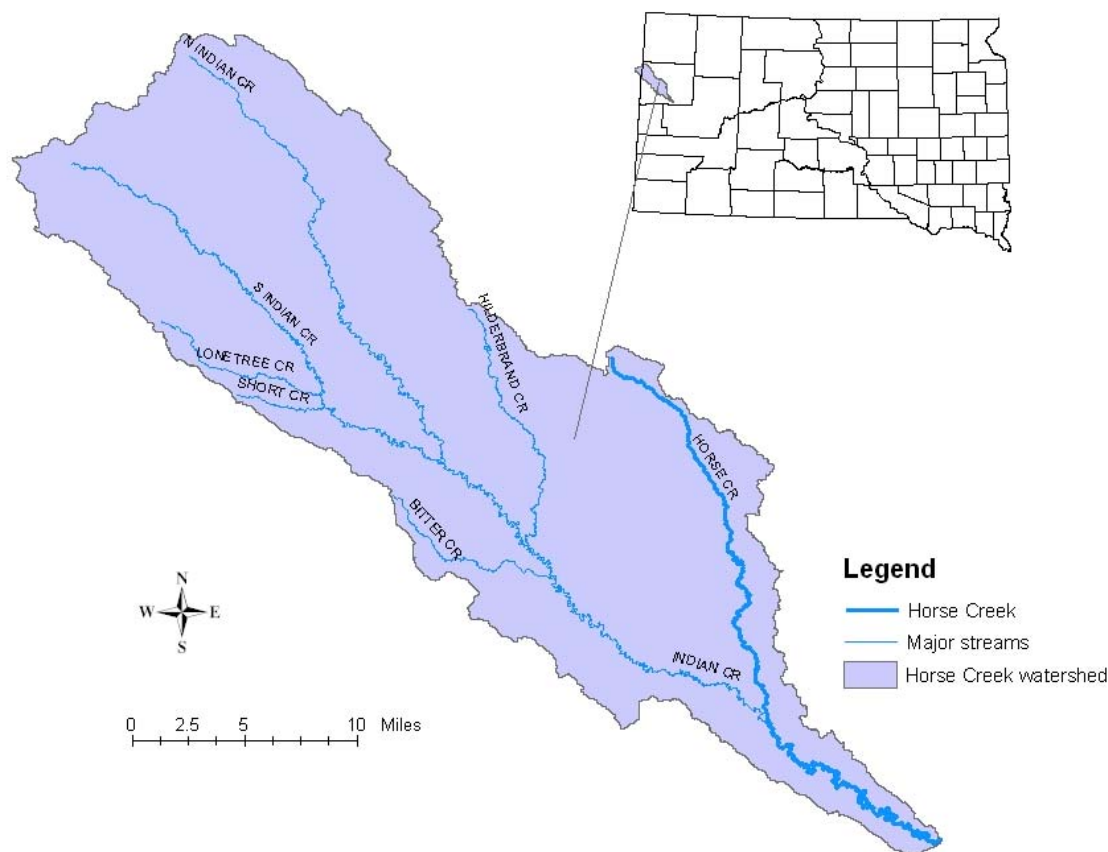 N INDIAN CR
S INDIAN CR
HILDERBRAND CR
LONETREE CR
SHORT CR
HORSE CR
BITTER CR
INDIAN CR
N
W E
S
0 2.5 5 10 Miles
Legend
Horse Creek
Major streams
Horse Creek watershed